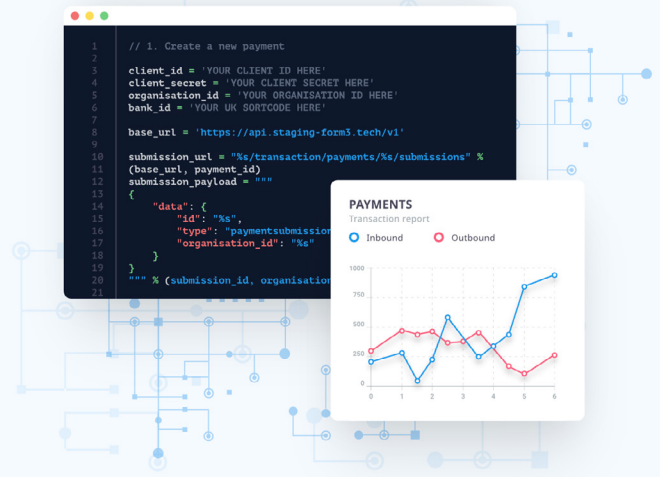 1 // 1. Create a new payment
2
3 client_id = 'YOUR CLIENT ID HERE'
4 client_secret = 'YOUR CLIENT SECRET HERE'
5 organisation_id = 'YOUR ORGANISATION ID HERE'
6 bank_id = 'YOUR UK SORTCODE HERE'
7
8 base_url = 'https://api.staging-form3.tech/v1'
9
10 submission_url = "%s/transaction/payments/%s/submissions" %
11 (base_url, payment_id)
12 submission_payload = """
13 {
14 "data": {
15 "id": "%s",
16 "type": "paymentsubmission
17 "organisation_id": "%s"
18 }
19 }
20 """ % (submission_id, organisation
21
PAYMENTS
Transaction report
Inbound Outbound
1000
750
500
250
0
0 1 2 3 4 5 6